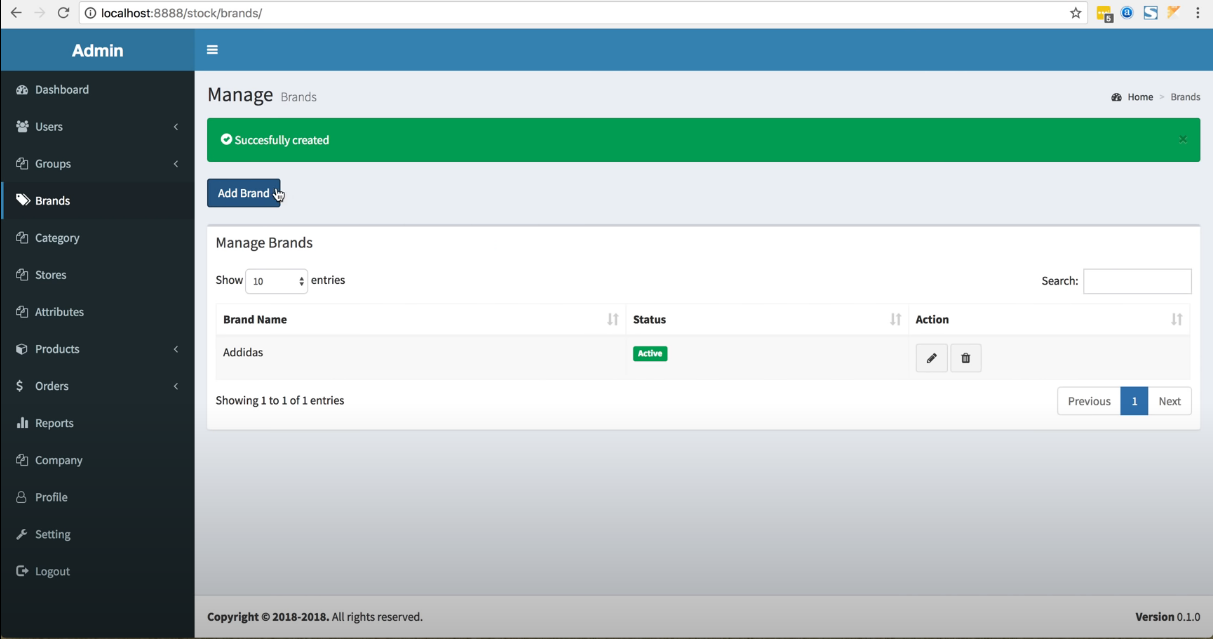 localhost:8888/stock/brands/
5
Admin
Dashboard
Manage Brands
Home > Brands
Users
Succesfully created
×
Groups
Brands
Add Brand
Category
Manage Brands
Stores
Show 10 entries
Search:
Attributes
Brand Name Status Action
Products
Addidas Active
Orders
Showing 1 to 1 of 1 entries
Previous 1 Next
Reports
Company
Profile
Setting
Logout
Copyright © 2018-2018. All rights reserved.
Version 0.1.0